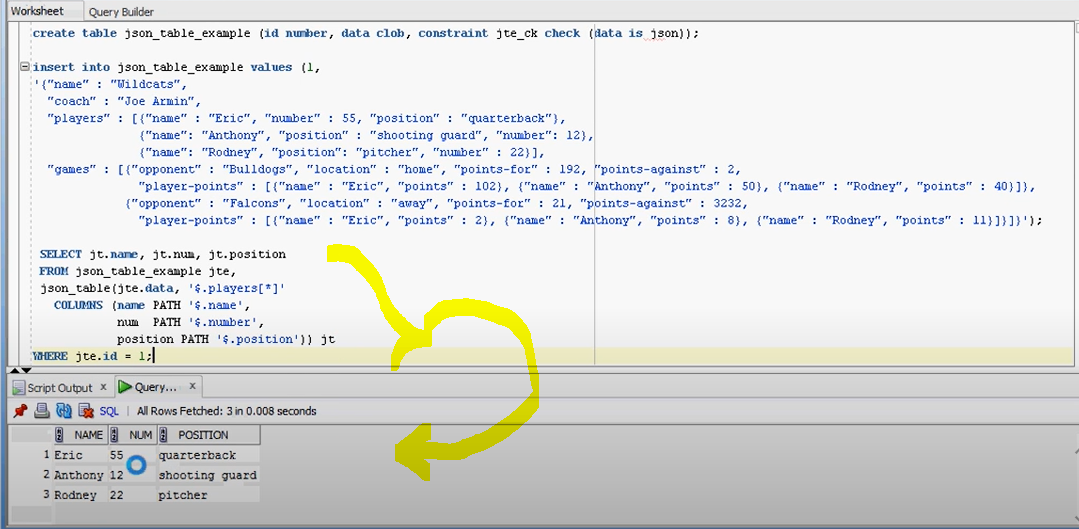 Worksheet Query Builder
create table json_table_example (id number, data clob, constraint jte_ck check (data is json));
insert into json_table_example values (1,
'{"name" : "Wildcats",
"coach" : "Joe Armin",
"players" : [{"name" : "Eric", "number" : 55, "position" : "quarterback"},
{"name": "Anthony", "position" : "shooting guard", "number": 12},
{"name": "Rodney", "position": "pitcher", "number" : 22}],
"games" : [{"opponent" : "Bulldogs", "location" : "home", "points-for" : 192, "points-against" : 2,
"player-points" : [{"name" : "Eric", "points" : 102}, {"name" : "Anthony", "points" : 50}, {"name" : "Rodney", "points" : 40}]},
{"opponent" : "Falcons", "location" : "away", "points-for" : 21, "points-against" : 3232,
"player-points" : [{"name" : "Eric", "points" : 2}, {"name" : "Anthony", "points" : 8}, {"name" : "Rodney", "points" : 11}]}]}');
SELECT jt.name, jt.num, jt.position
FROM json_table_example jte,
json_table(jte.data, '$.players[*]'
COLUMNS (name PATH '$.name',
num PATH '$.number',
position PATH '$.position')) jt
WHERE jte.id = 1;
Script Output x Query... x
SQL | All Rows Fetched: 3 in 0.008 seconds
NAME NUM POSITION
1 Eric 55 quarterback
2 Anthony 12 shooting guard
3 Rodney 22 pitcher